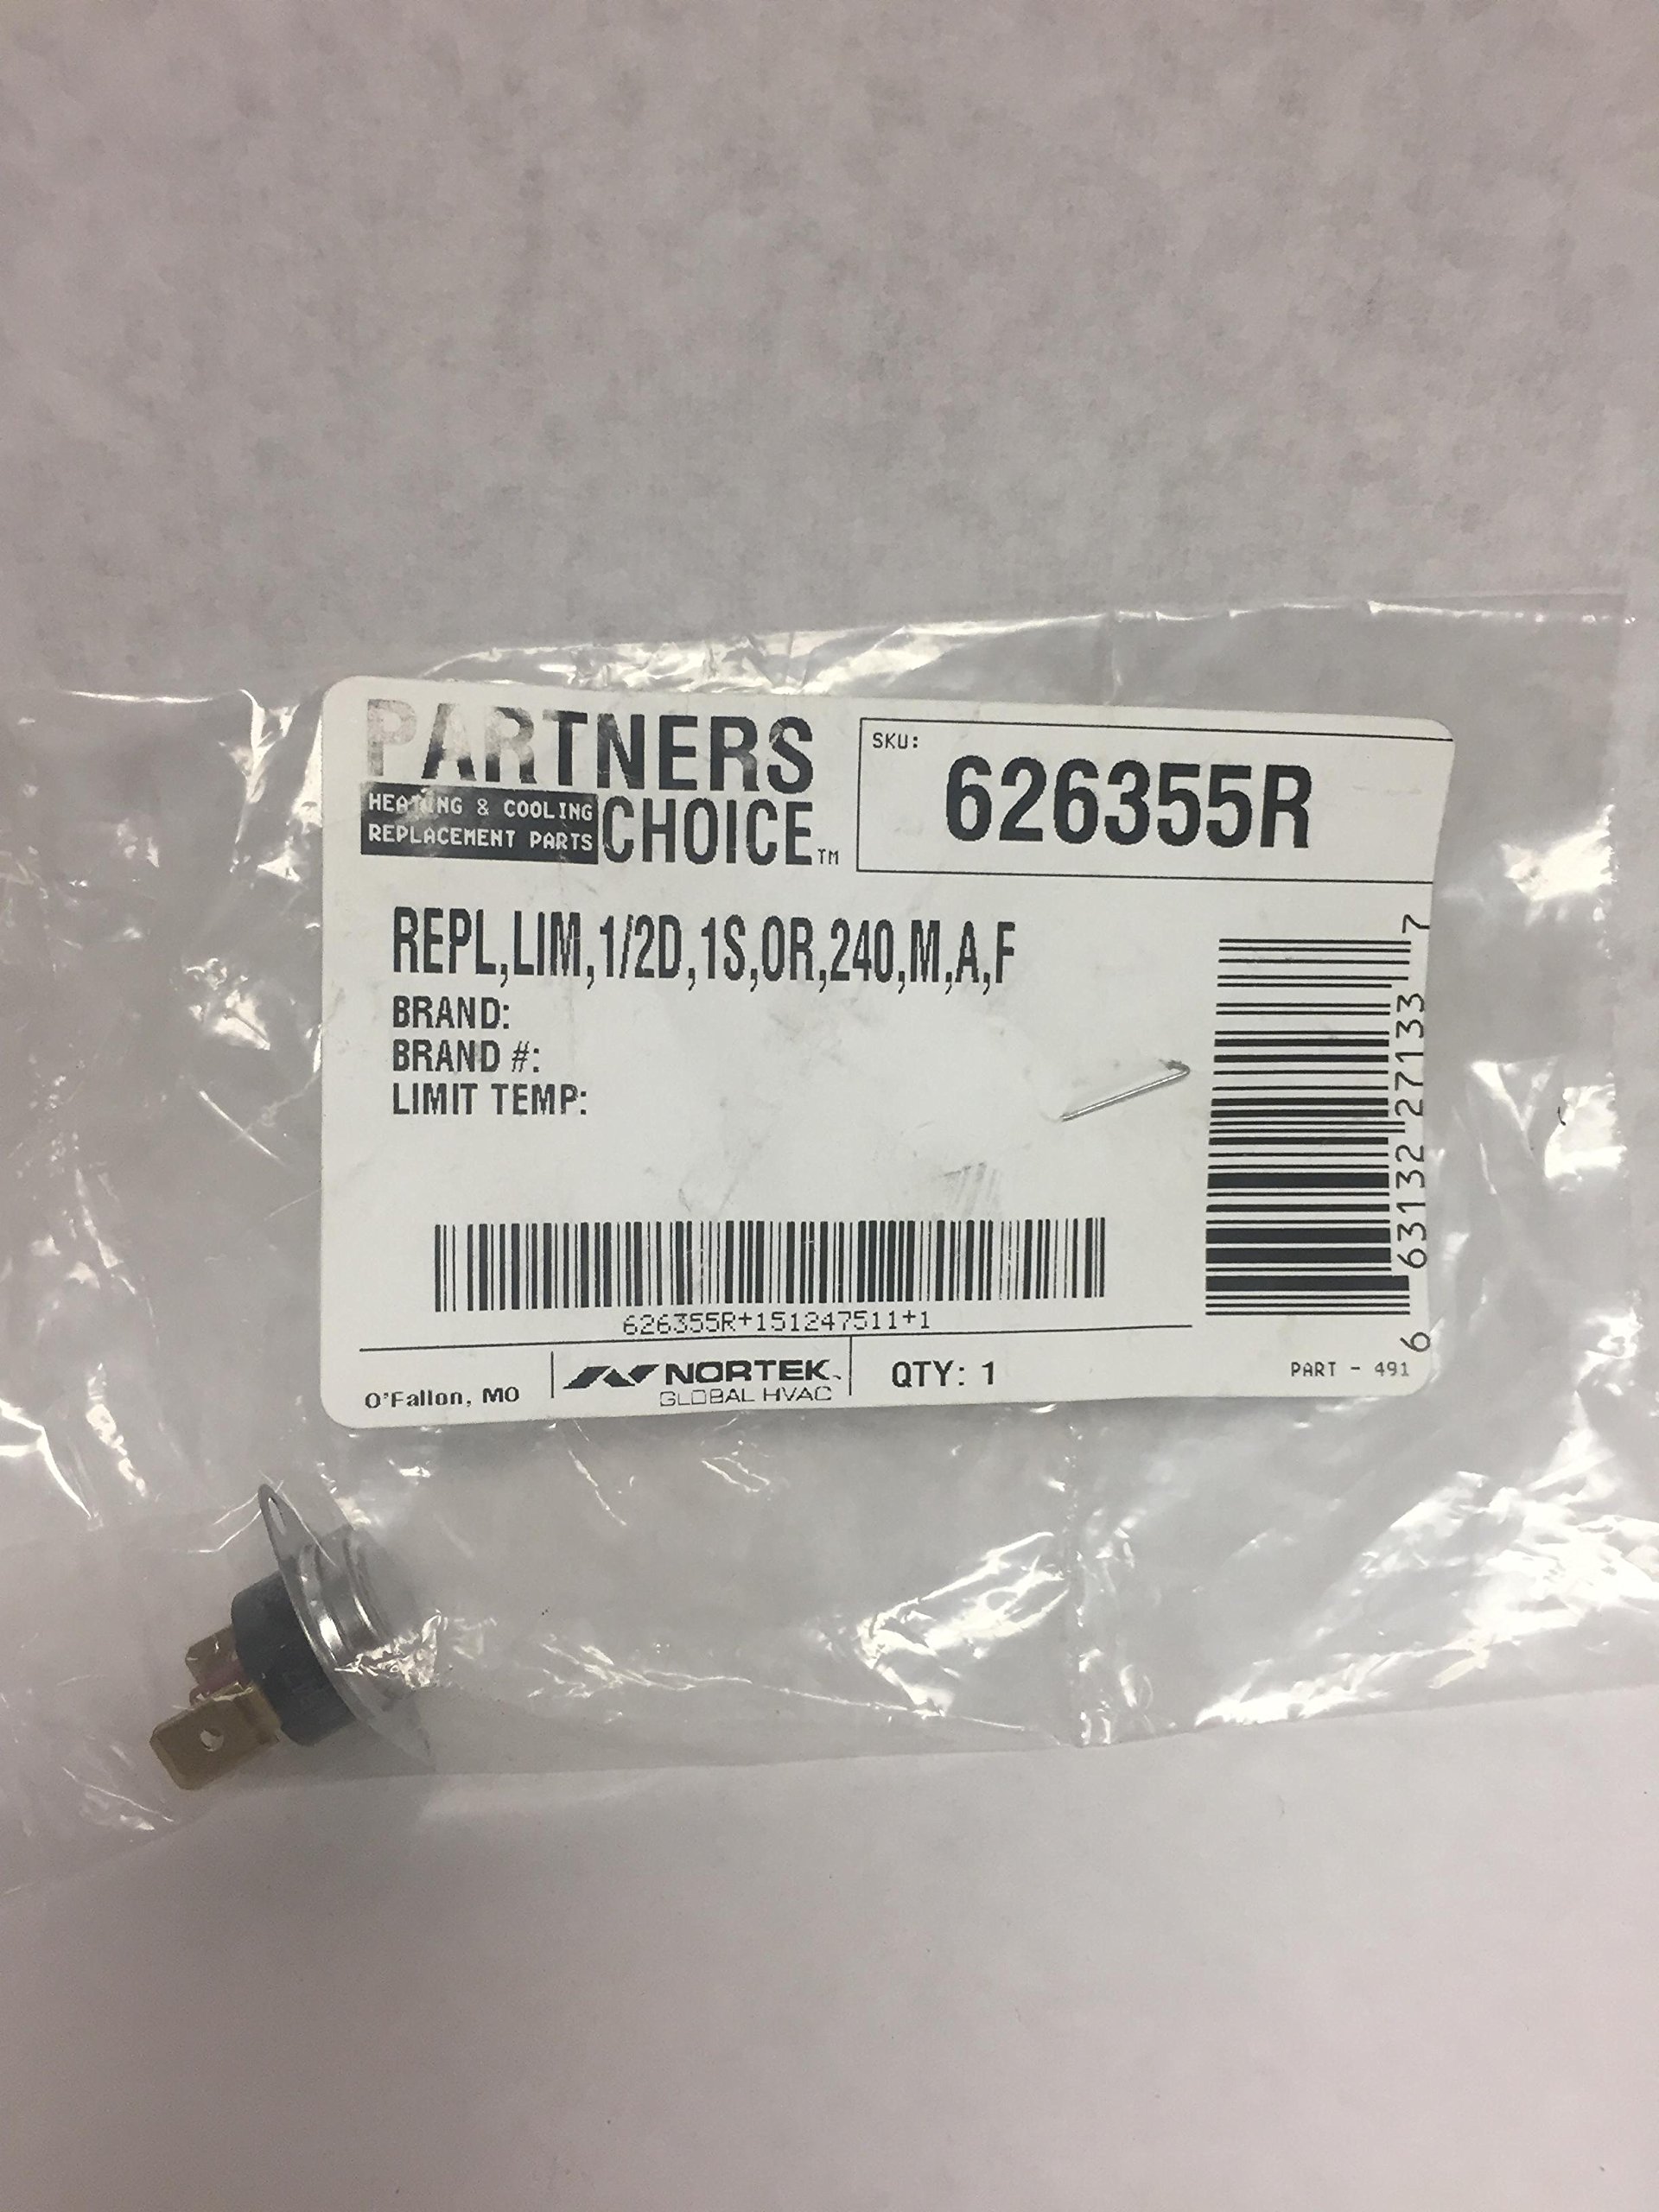 PARTNERS
HEATING & COOLING
REPLACEMENT PARTS
CHOICE™
SKU:
626355R
REPL,LIM,1/2D,1S,OR,240,M,A,F
BRAND:
BRAND #:
LIMIT TEMP:
6 63132 27133 7
626355R+151247511+1
O'Fallon, MO
NORTEK
GLOBAL HVAC
QTY: 1
PART - 491